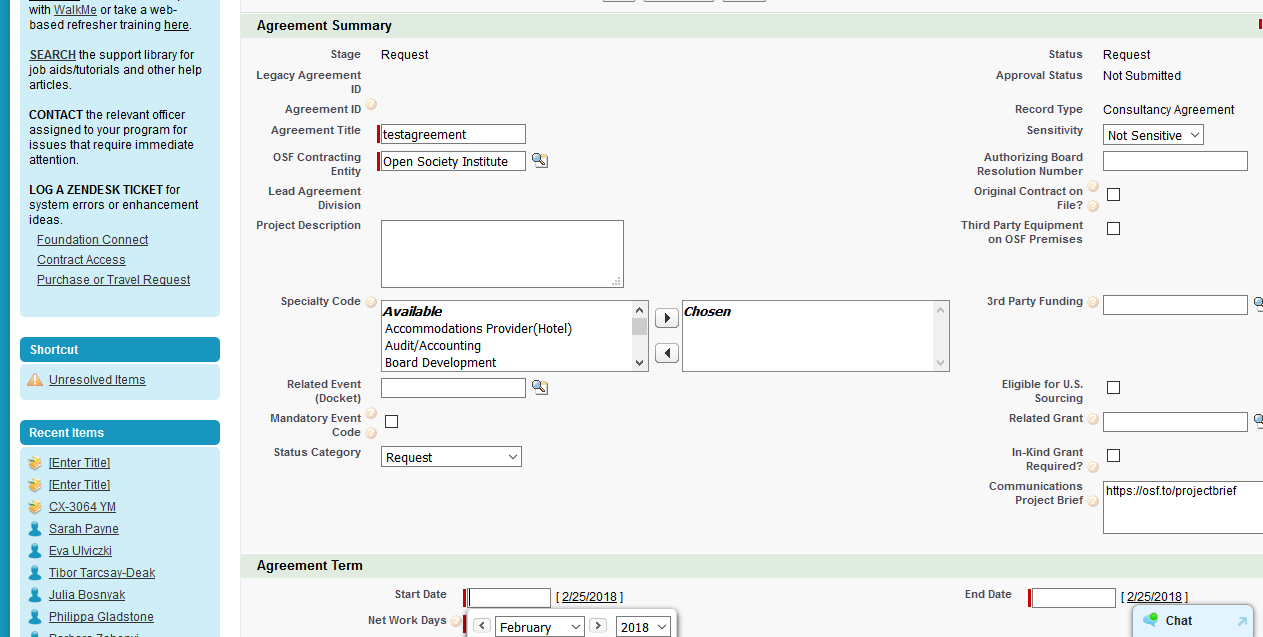 with WalkMe or take a web-
based refresher training here.
SEARCH the support library for
job aids/tutorials and other help
articles.
CONTACT the relevant officer
assigned to your program for
issues that require immediate
attention.
LOG A ZENDESK TICKET for
system errors or enhancement
ideas.
Foundation Connect
Contract Access
Purchase or Travel Request
Shortcut
Unresolved Items
Recent Items
[Enter Title]
[Enter Title]
CX-3064 YM
Sarah Payne
Eva Ulviczki
Tibor Tarcsay-Deak
Julia Bosnyak
Philippa Gladstone
Agreement Summary
Stage Request
Status Request
Legacy Agreement
ID
Approval Status Not Submitted
Agreement ID
Record Type Consultancy Agreement
Agreement Title testagreement
Sensitivity Not Sensitive
OSF Contracting
Entity Open Society Institute
Authorizing Board
Resolution Number
Lead Agreement
Division
Original Contract on
File?
Project Description
Third Party Equipment
on OSF Premises
Specialty Code
Available
Accommodations Provider(Hotel)
Audit/Accounting
Board Development
Chosen
3rd Party Funding
Related Event
(Docket)
Eligible for U.S.
Sourcing
Mandatory Event
Code
Related Grant
Status Category Request
In-Kind Grant
Required?
Communications
Project Brief https://osf.to/projectbrief
Agreement Term
Start Date [ 2/25/2018 ]
End Date [ 2/25/2018 ]
Net Work Days
February 2018
Chat